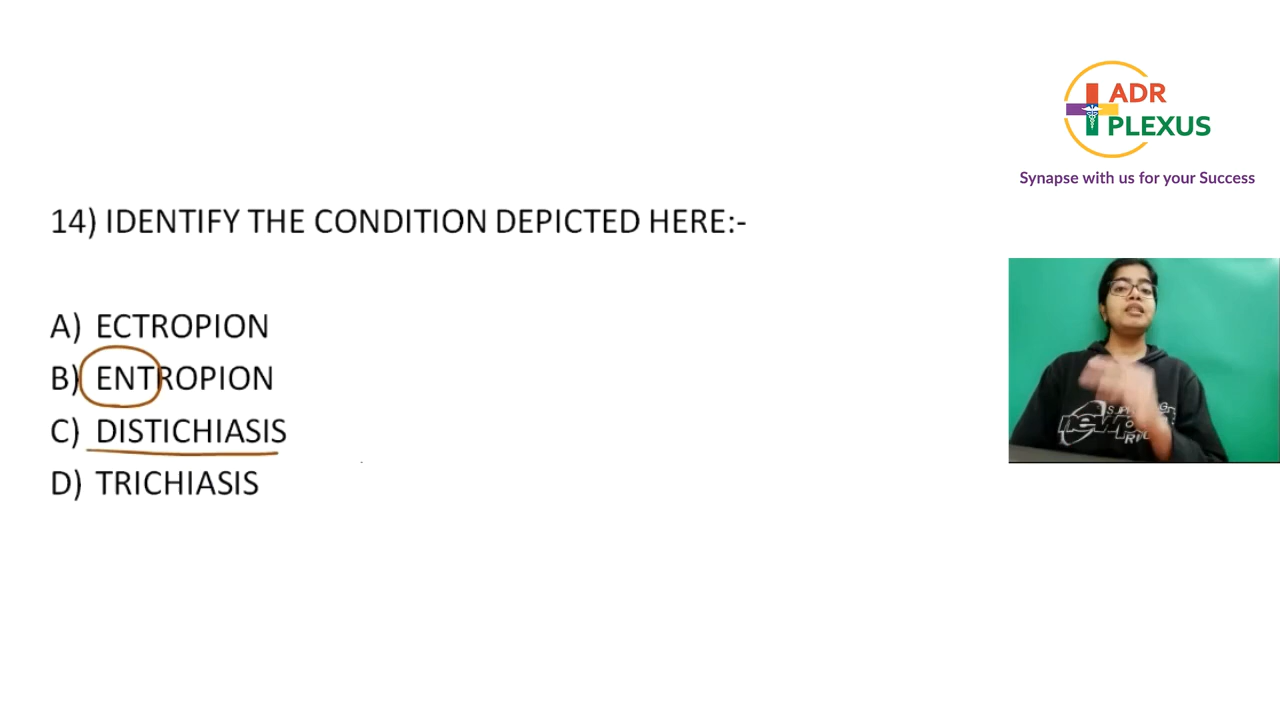 ADR
PLEXUS
Synapse with us for your Success
14) IDENTIFY THE CONDITION DEPICTED HERE:-
A) ECTROPION
B) ENTROPION
C) DISTICHIASIS
D) TRICHIASIS